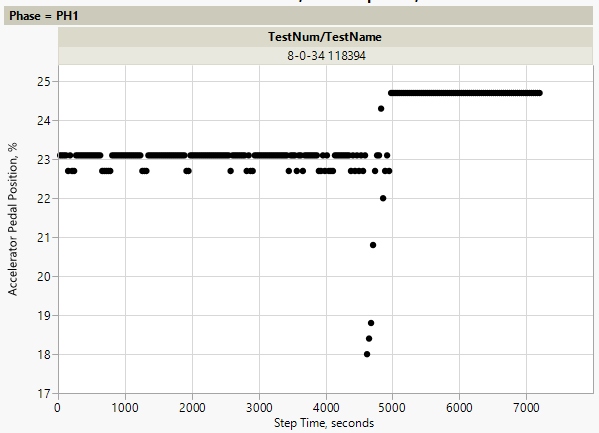 Phase = PH1
TestNum/TestName
8-0-34 118394
25
24
23
22
21
20
19
18
17
Accelerator Pedal Position, %
0 1000 2000 3000 4000 5000 6000 7000
Step Time, seconds